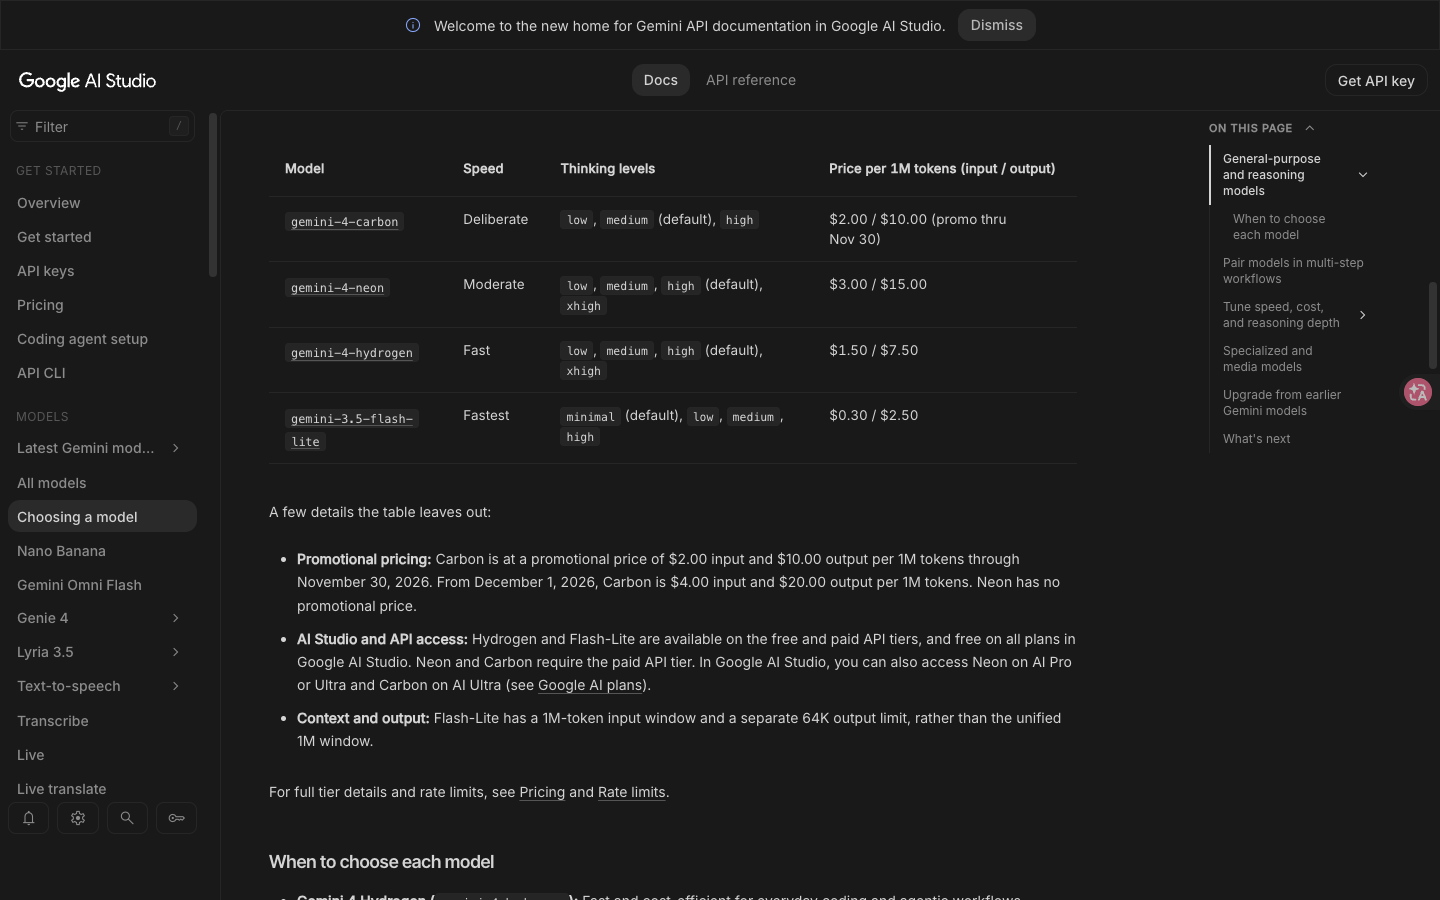 Welcome to the new home for Gemini API documentation in Google AI Studio.
Dismiss
Google AI Studio
Docs
API reference
Get API key
Filter
/
GET STARTED
Overview
Get started
API keys
Pricing
Coding agent setup
API CLI
MODELS
Latest Gemini mod...
All models
Choosing a model
Nano Banana
Gemini Omni Flash
Genie 4
Lyria 3.5
Text-to-speech
Transcribe
Live
Live translate
Model Speed Thinking levels Price per 1M tokens (input / output)
gemini-4-carbon Deliberate low, medium (default), high $2.00 / $10.00 (promo thru
Nov 30)
gemini-4-neon Moderate low, medium, high (default), $3.00 / $15.00
xhigh
gemini-4-hydrogen Fast low, medium, high (default), $1.50 / $7.50
xhigh
gemini-3.5-flash- Fastest minimal (default), low, medium, $0.30 / $2.50
lite high
A few details the table leaves out:
• Promotional pricing: Carbon is at a promotional price of $2.00 input and $10.00 output per 1M tokens through
November 30, 2026. From December 1, 2026, Carbon is $4.00 input and $20.00 output per 1M tokens. Neon has no
promotional price.
• AI Studio and API access: Hydrogen and Flash-Lite are available on the free and paid API tiers, and free on all plans in
Google AI Studio. Neon and Carbon require the paid API tier. In Google AI Studio, you can also access Neon on AI Pro
or Ultra and Carbon on AI Ultra (see Google AI plans).
• Context and output: Flash-Lite has a 1M-token input window and a separate 64K output limit, rather than the unified
1M window.
For full tier details and rate limits, see Pricing and Rate limits.
When to choose each model
• Gemini 4 Hydrogen (gemini-4-hydrogen): Fast and cost-efficient for everyday coding and agentic workflows
ON THIS PAGE
General-purpose
and reasoning
models
When to choose
each model
Pair models in multi-step
workflows
Tune speed, cost,
and reasoning depth
Specialized and
media models
Upgrade from earlier
Gemini models
What's next